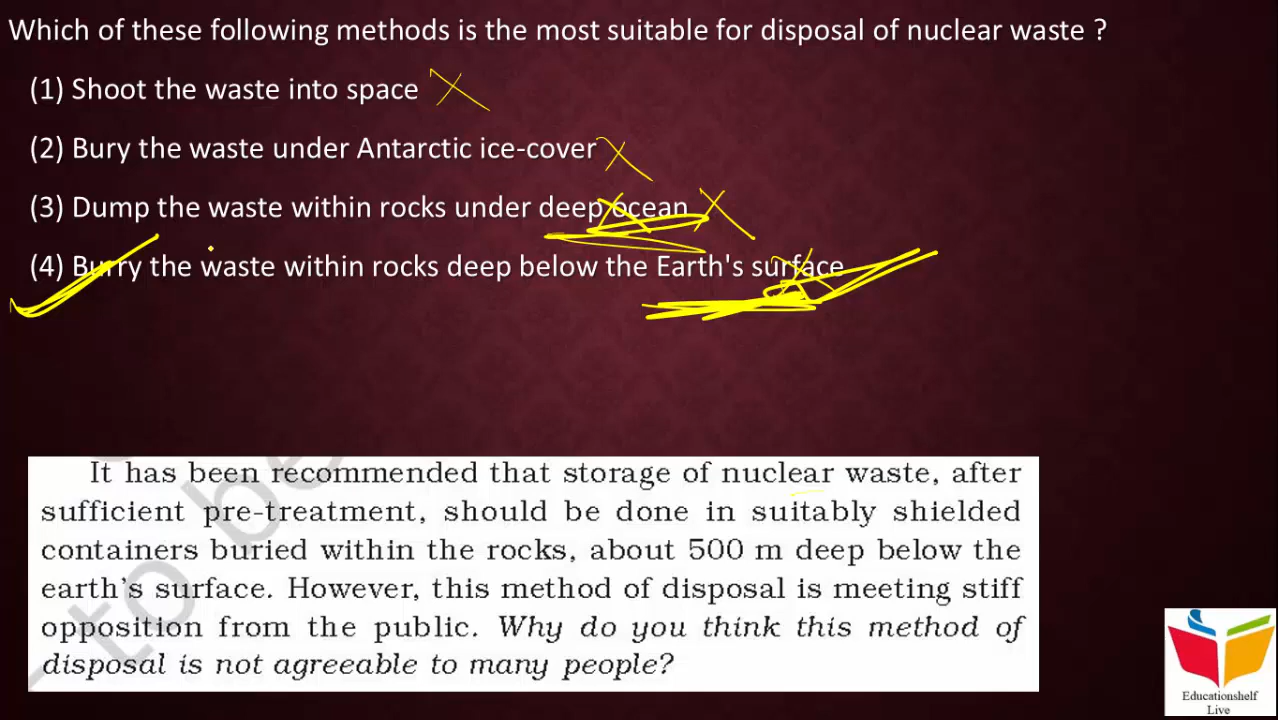 Which of these following methods is the most suitable for disposal of nuclear waste ?
(1) Shoot the waste into space
(2) Bury the waste under Antarctic ice-cover
(3) Dump the waste within rocks under deep ocean
(4) Burry the waste within rocks deep below the Earth's surface
It has been recommended that storage of nuclear waste, after
sufficient pre-treatment, should be done in suitably shielded
containers buried within the rocks, about 500 m deep below the
earth's surface. However, this method of disposal is meeting stiff
opposition from the public. Why do you think this method of
disposal is not agreeable to many people?
Educationshelf
Live